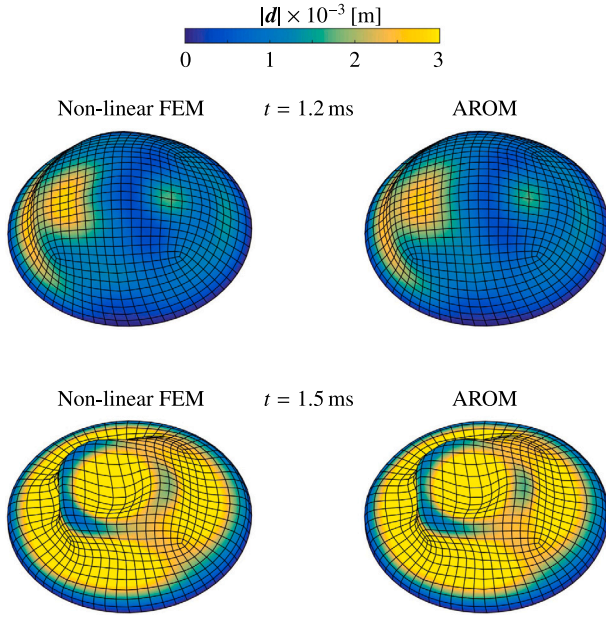 |d| × 10⁻³ [m]
0 1 2 3
Non-linear FEM t = 1.2 ms AROM
Non-linear FEM t = 1.5 ms AROM